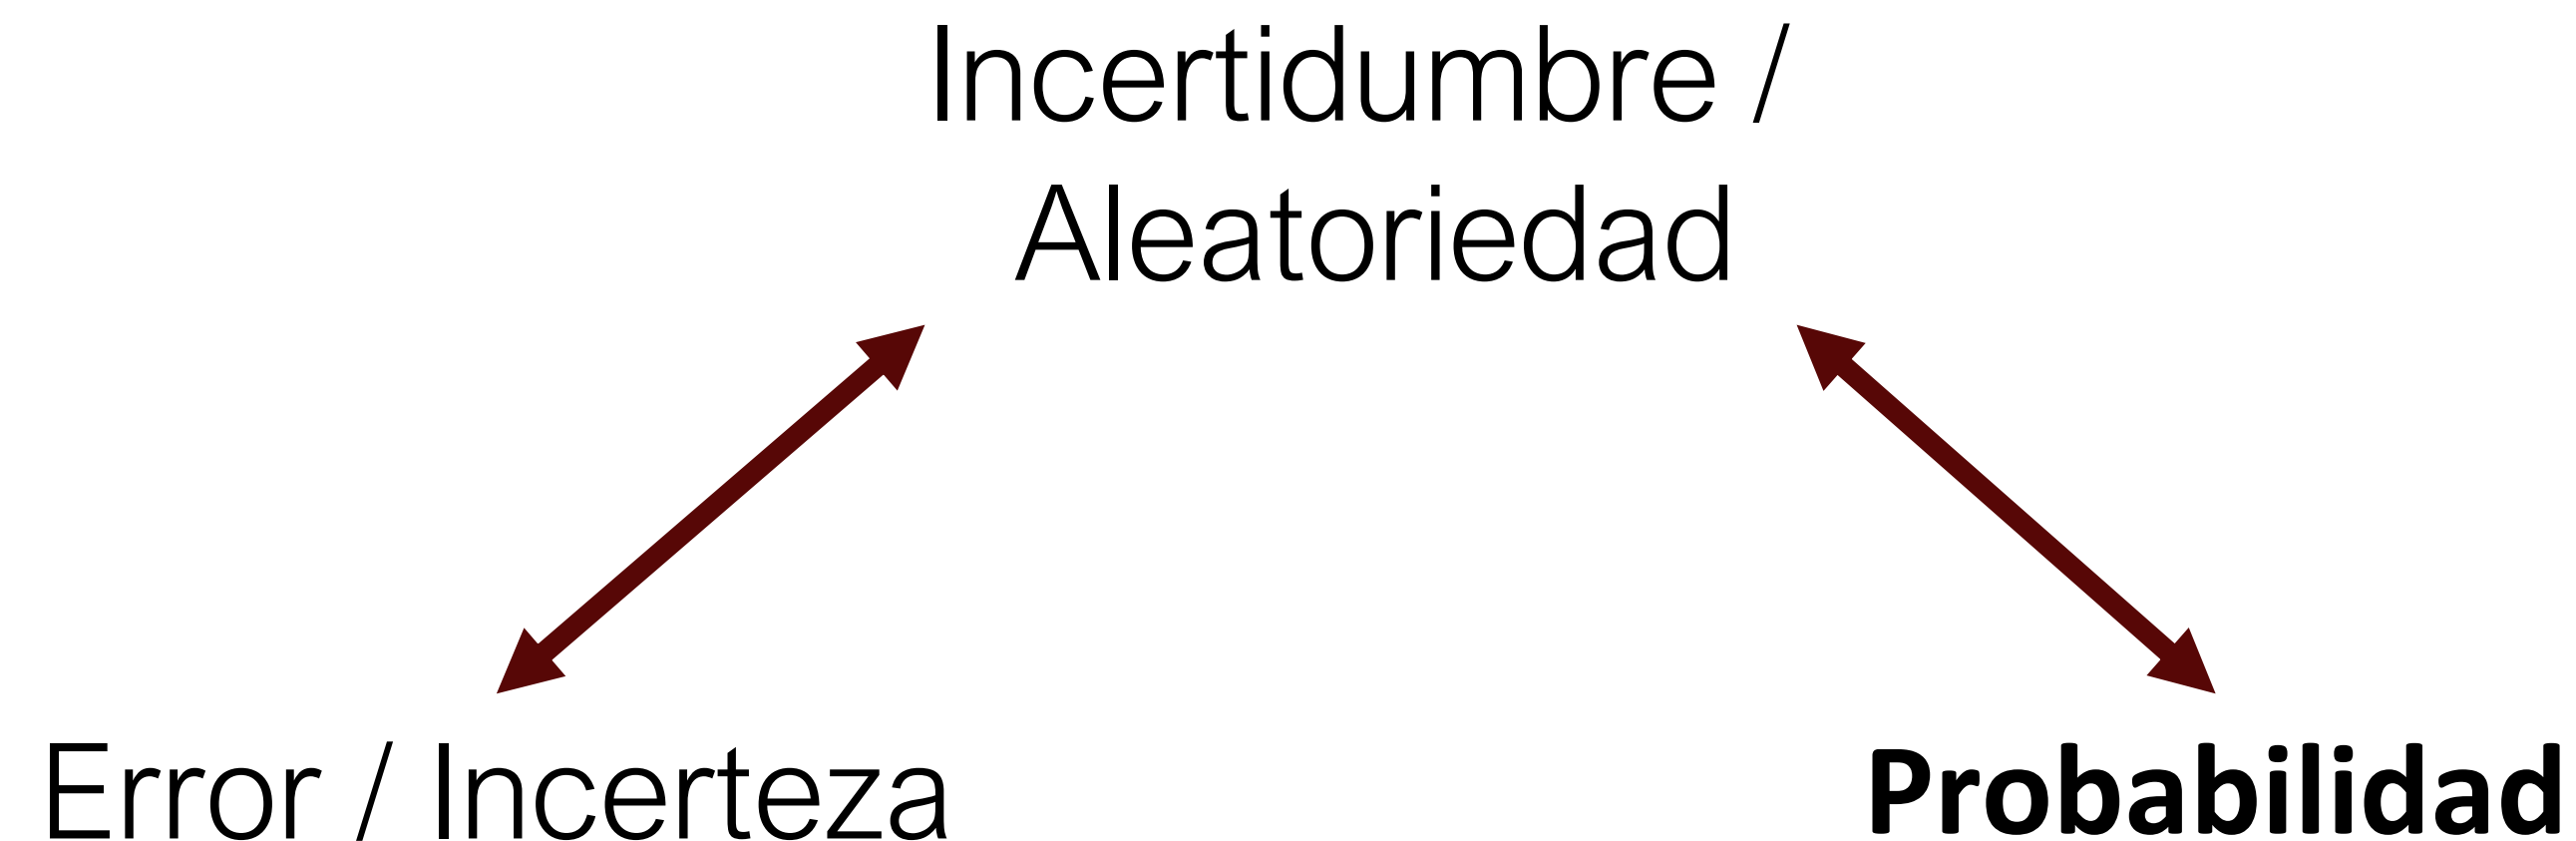 Incertidumbre /
Aleatoriedad
Error / Incerteza
Probabilidad